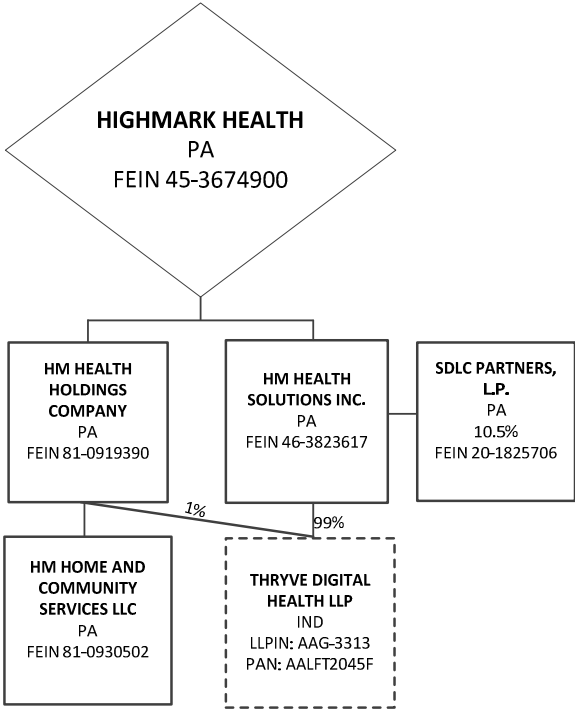 HIGHMARK HEALTH
PA
FEIN 45-3674900
HM HEALTH
HOLDINGS
COMPANY
PA
FEIN 81-0919390
HM HEALTH
SOLUTIONS INC.
PA
FEIN 46-3823617
SDLC PARTNERS,
L.P.
PA
10.5%
FEIN 20-1825706
1%
99%
HM HOME AND
COMMUNITY
SERVICES LLC
PA
FEIN 81-0930502
THRYVE DIGITAL
HEALTH LLP
IND
LLPIN: AAG-3313
PAN: AALFT2045F